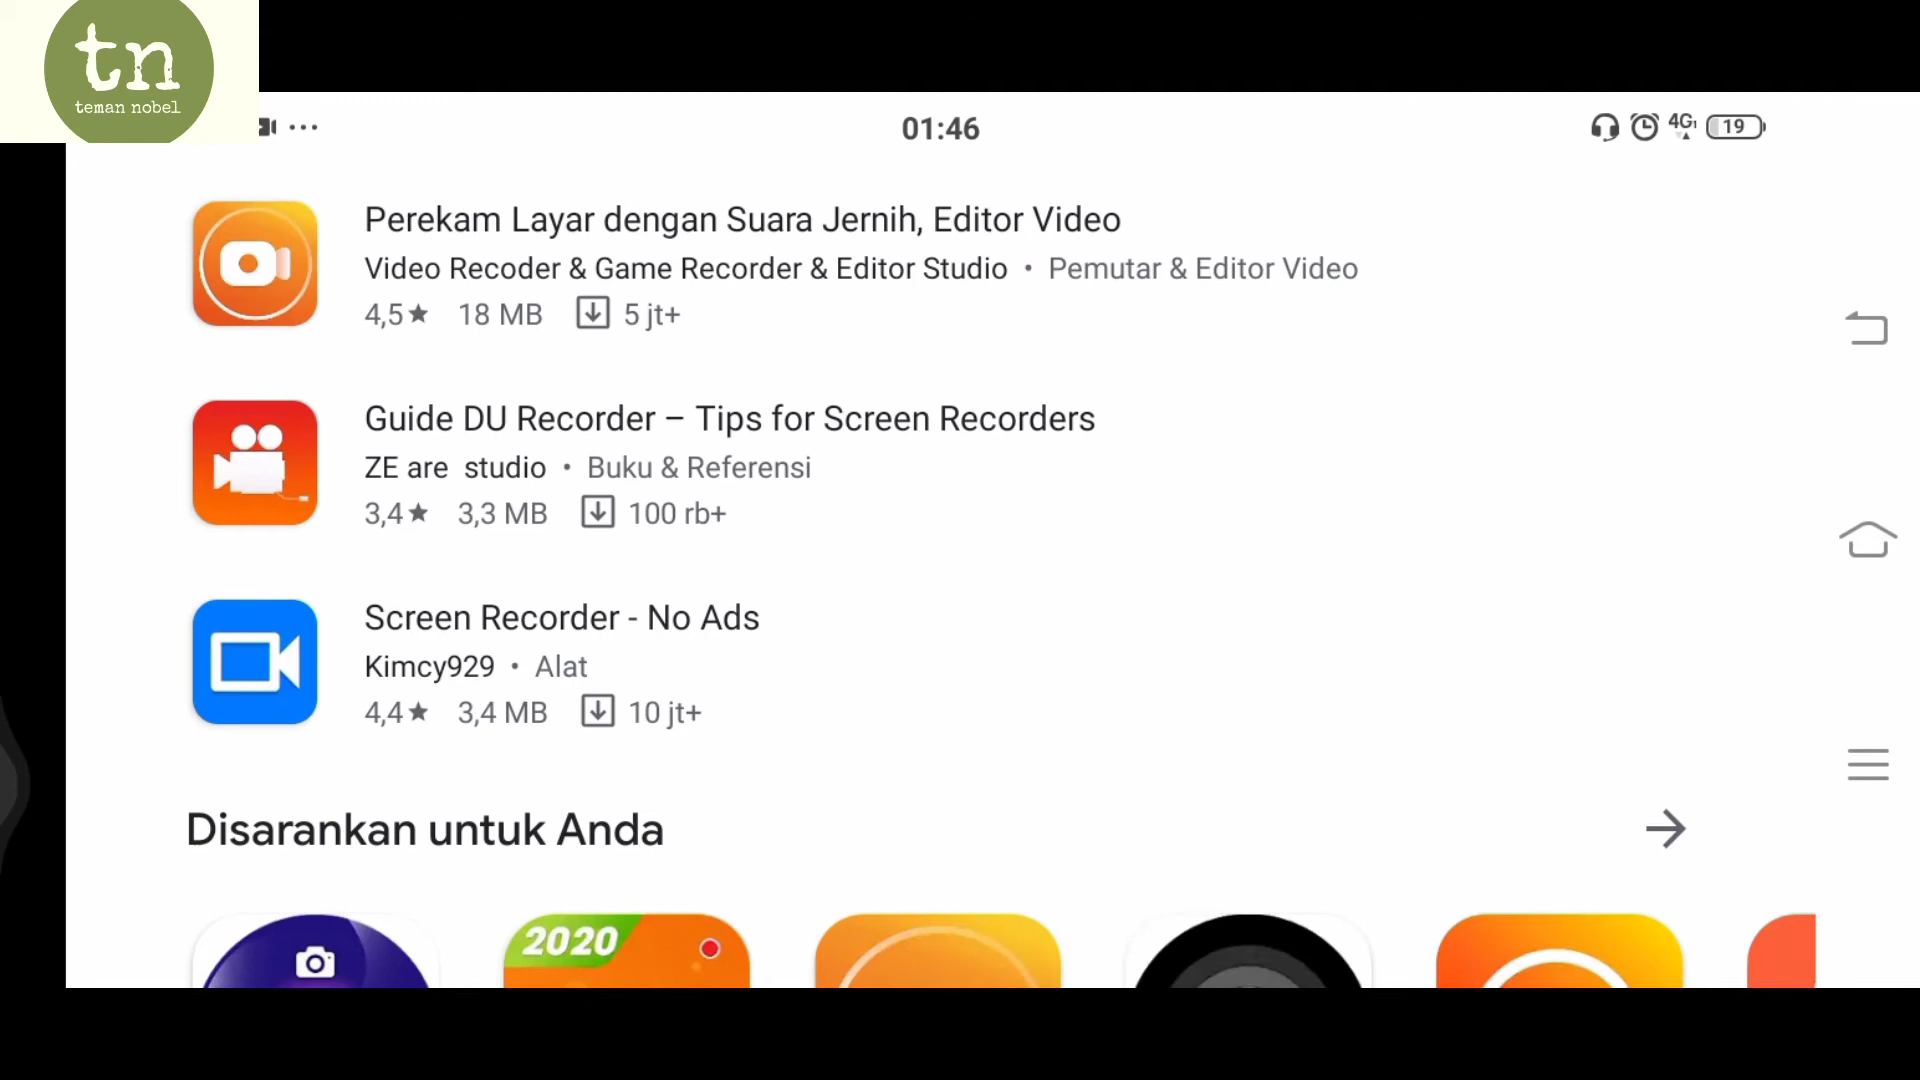 tn
teman nobel
01:46
4G1
19
Perekam Layar dengan Suara Jernih, Editor Video
Video Recoder & Game Recorder & Editor Studio • Pemutar & Editor Video
4,5★ 18 MB 5 jt+
Guide DU Recorder – Tips for Screen Recorders
ZE are studio • Buku & Referensi
3,4★ 3,3 MB 100 rb+
Screen Recorder - No Ads
Kimcy929 • Alat
4,4★ 3,4 MB 10 jt+
Disarankan untuk Anda
2020